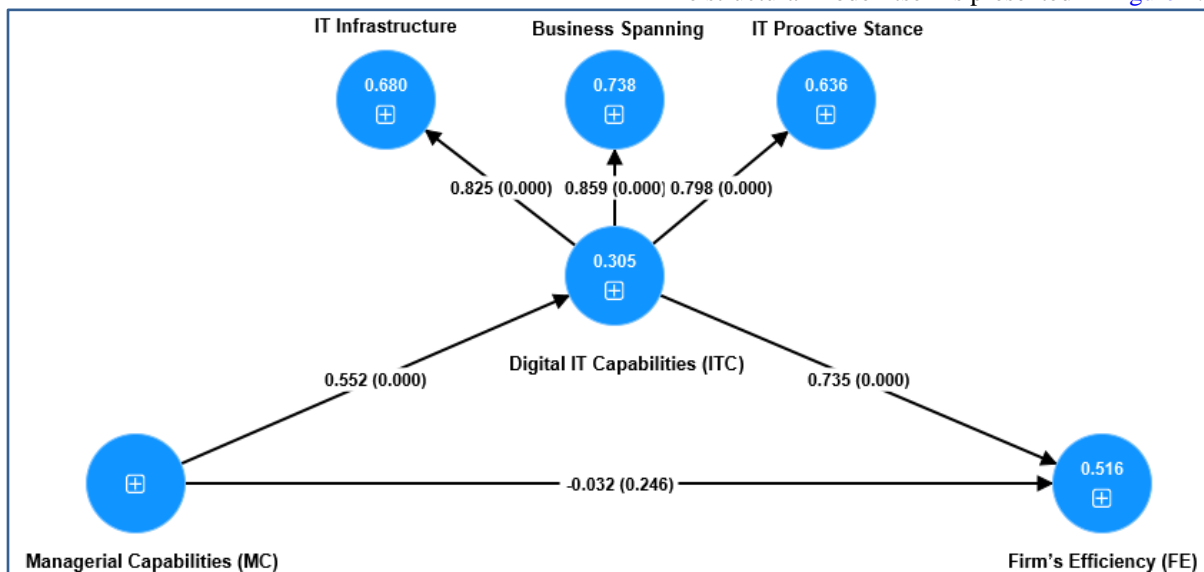 IT Infrastructure
Business Spanning
IT Proactive Stance
0.680
0.738
0.636
0.825 (0.000)
0.859 (0.000)
0.798 (0.000)
0.305
Digital IT Capabilities (ITC)
0.552 (0.000)
0.735 (0.000)
-0.032 (0.246)
0.516
Managerial Capabilities (MC)
Firm's Efficiency (FE)